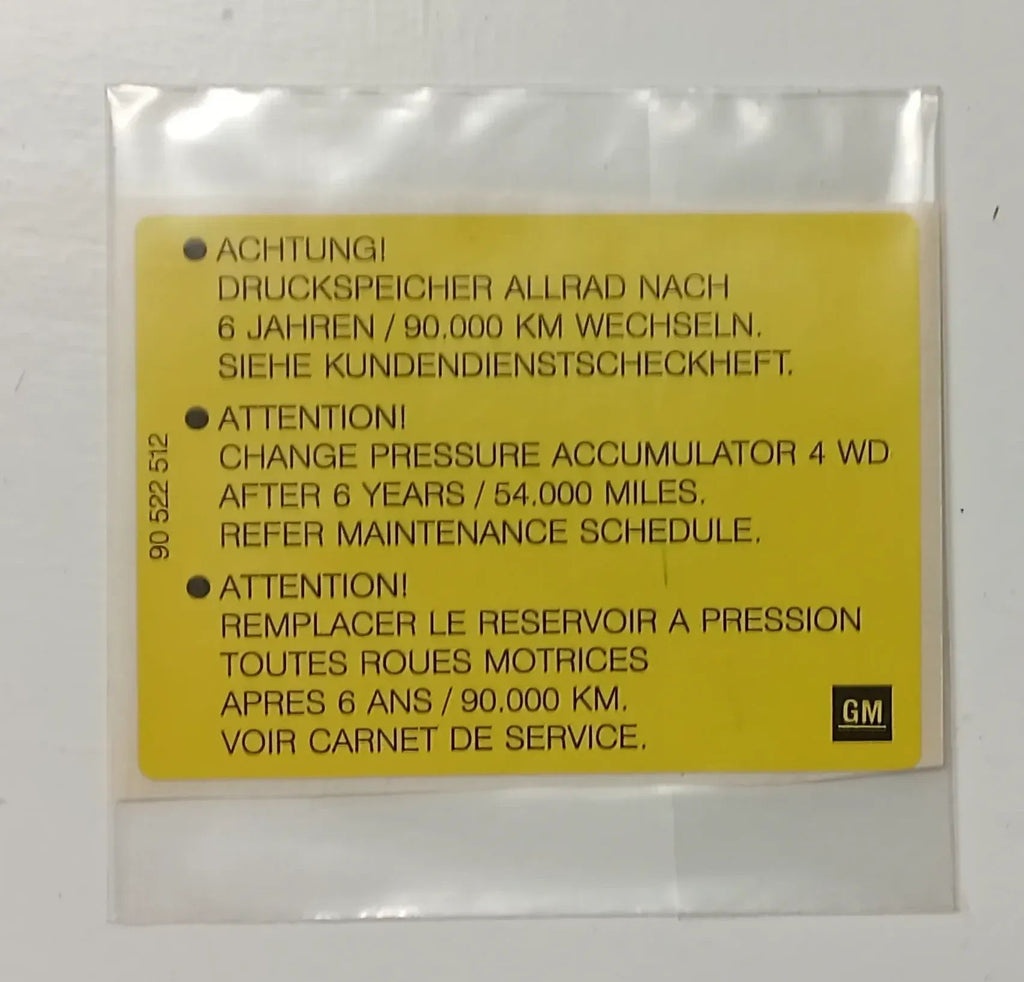 ● ACHTUNG!
DRUCKSPEICHER ALLRAD NACH
6 JAHREN / 90.000 KM WECHSELN.
SIEHE KUNDENDIENSTSCHECKHEFT.
● ATTENTION!
CHANGE PRESSURE ACCUMULATOR 4 WD
AFTER 6 YEARS / 54.000 MILES.
REFER MAINTENANCE SCHEDULE.
● ATTENTION!
REMPLACER LE RESERVOIR A PRESSION
TOUTES ROUES MOTRICES
APRES 6 ANS / 90.000 KM.
VOIR CARNET DE SERVICE.
90 522 512
GM